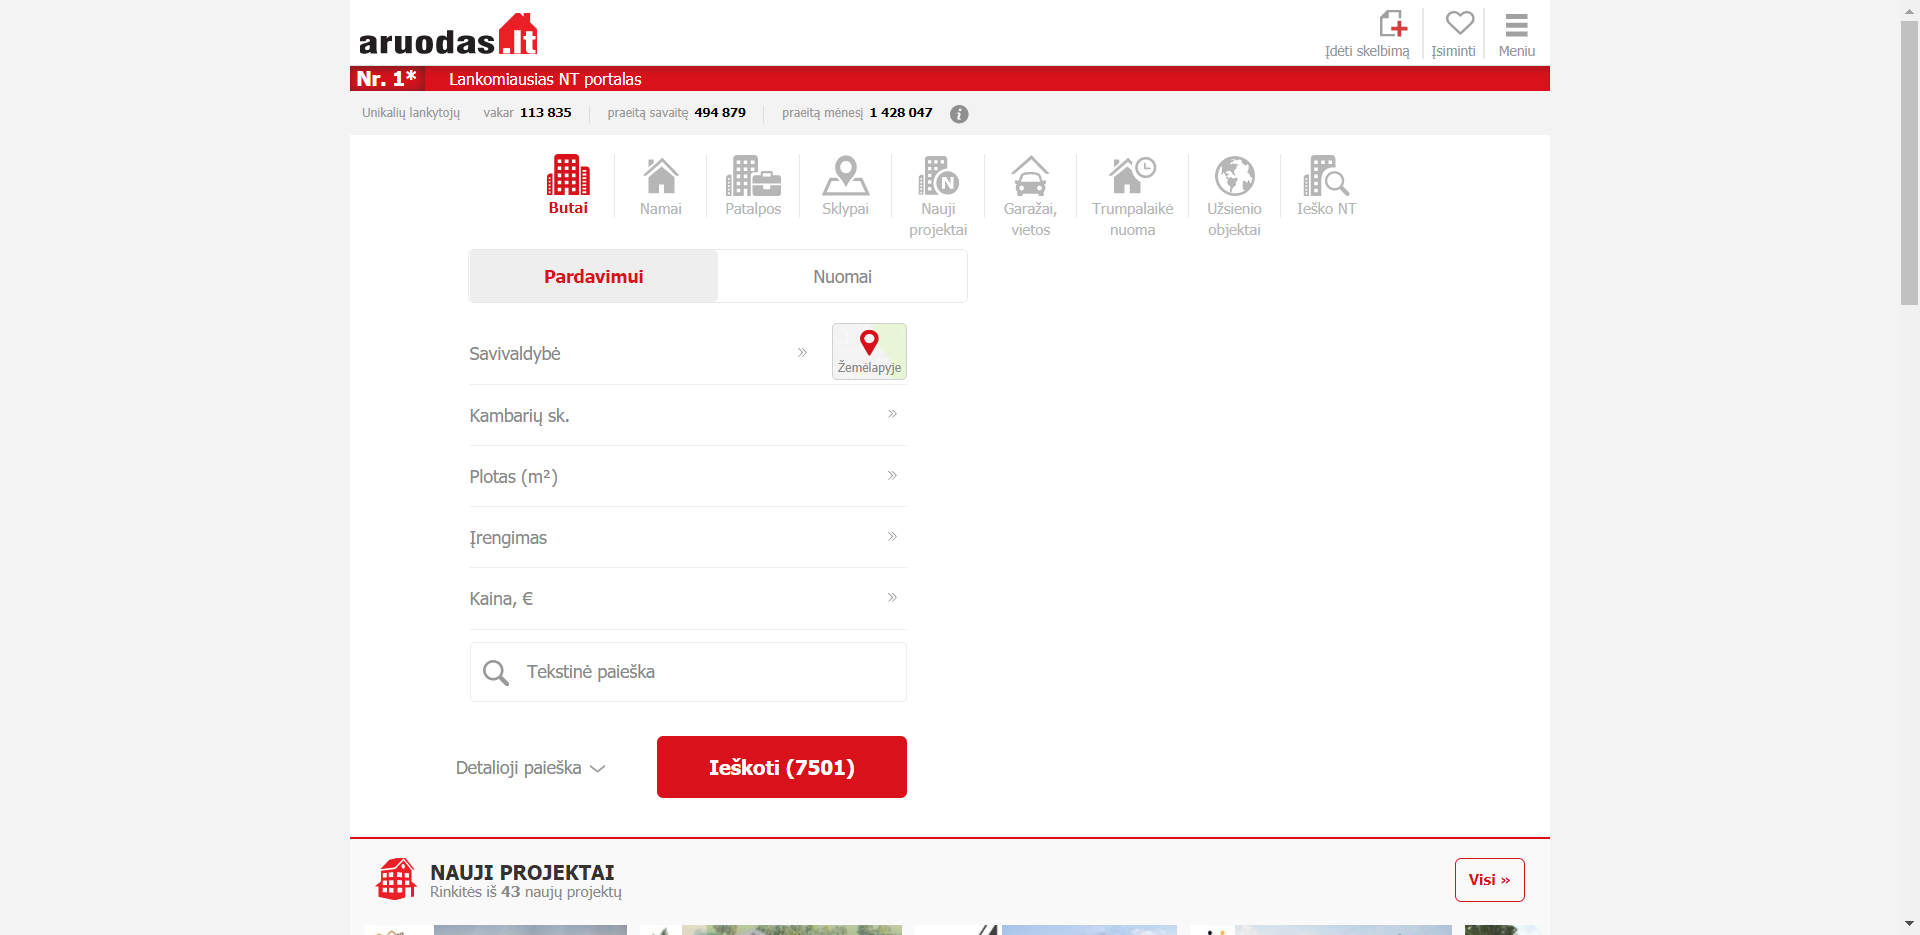 aruodas.lt
Įdėti skelbimą
Įsiminti
Meniu
Nr. 1*
Lankomiausias NT portalas
Unikalių lankytojų vakar 113 835 praeitą savaitę 494 879 praeitą mėnesį 1 428 047 i
Butai
Namai
Patalpos
Sklypai
N
Nauji
projektai
Garažai,
vietos
Trumpalaikė
nuoma
Užsienio
objektai
Ieško NT
Pardavimui
Nuomai
Savivaldybė »
Žemėlapyje
Kambarių sk. »
Plotas (m²) »
Įrengimas »
Kaina, € »
Tekstinė paieška
Detalioji paieška
Ieškoti (7501)
NAUJI PROJEKTAI
Rinkitės iš 43 naujų projektų
Visi »